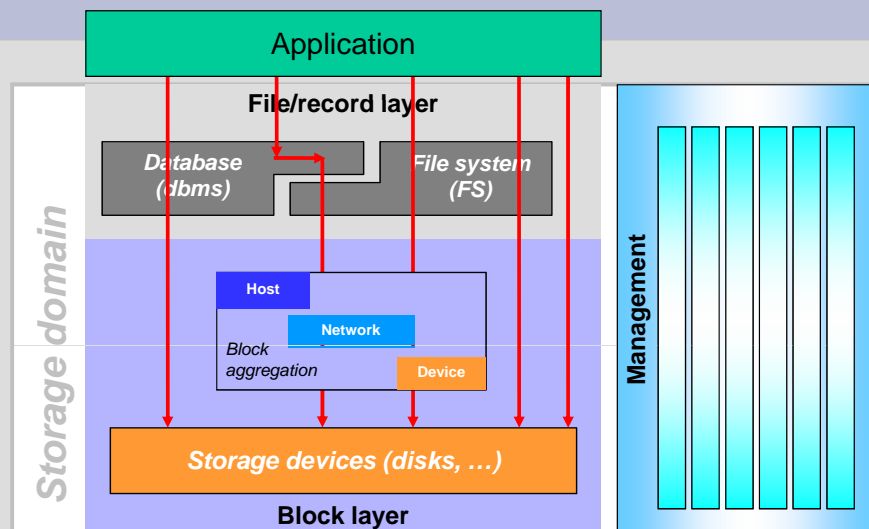 Application
File/record layer
Database
(dbms)
File system
(FS)
Host
Network
Block
aggregation
Device
Storage devices (disks, …)
Block layer
Storage domain
Management